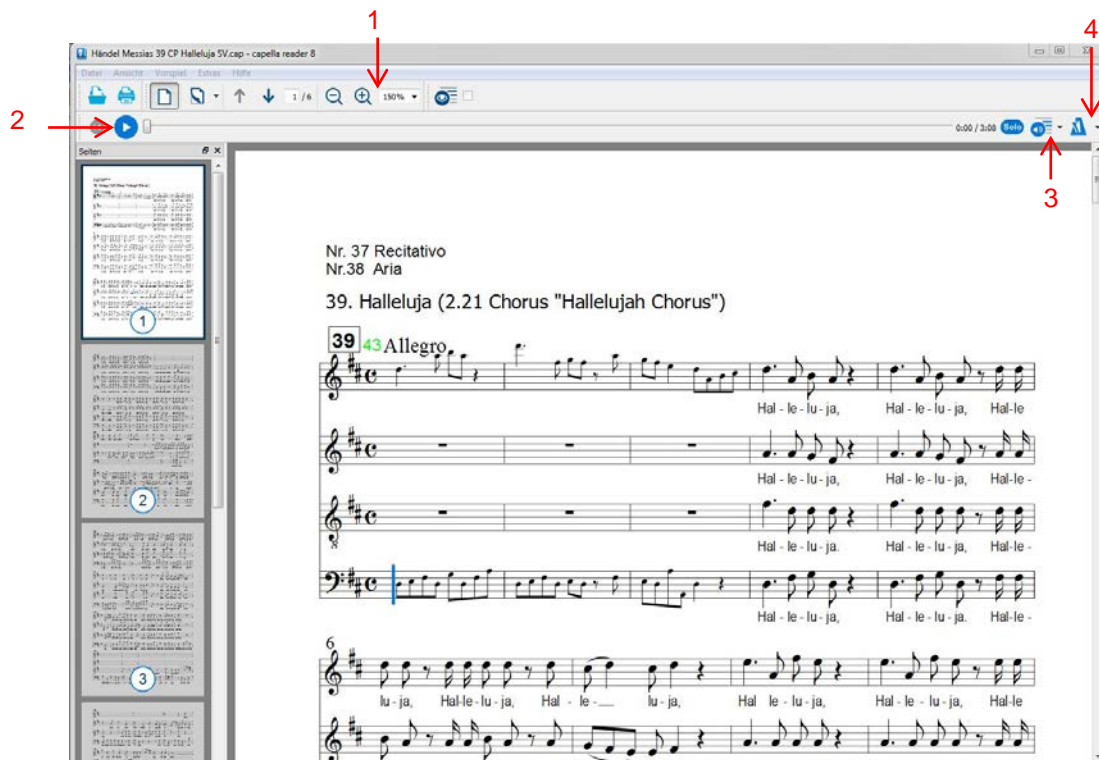 1
4
Händel Messias 39 CP Halleluja SV.cap - capella reader 8
Datei Ansicht Vorspiel Extras Hilfe
1 / 6 150%
2
0:00 / 3:08 Solo
3
Seiten
Nr. 37 Recitativo
Nr.38 Aria
39. Halleluja (2.21 Chorus "Hallelujah Chorus")
39 43 Allegro
Hal - le - lu - ja, Hal - le - lu - ja, Hal-le
Hal - le - lu - ja, Hal - le - lu - ja, Hal-le -
8
Hal - le - lu - ja. Hal - le - lu - ja, Hal-le -
Hal - le - lu - ja, Hal - le - lu - ja. Hal-le -
6
lu - ja, Hal-le - lu - ja, Hal - le - lu - ja, Hal le - lu - ja, Hal - le - lu - ja, Hal-le
1
2
3